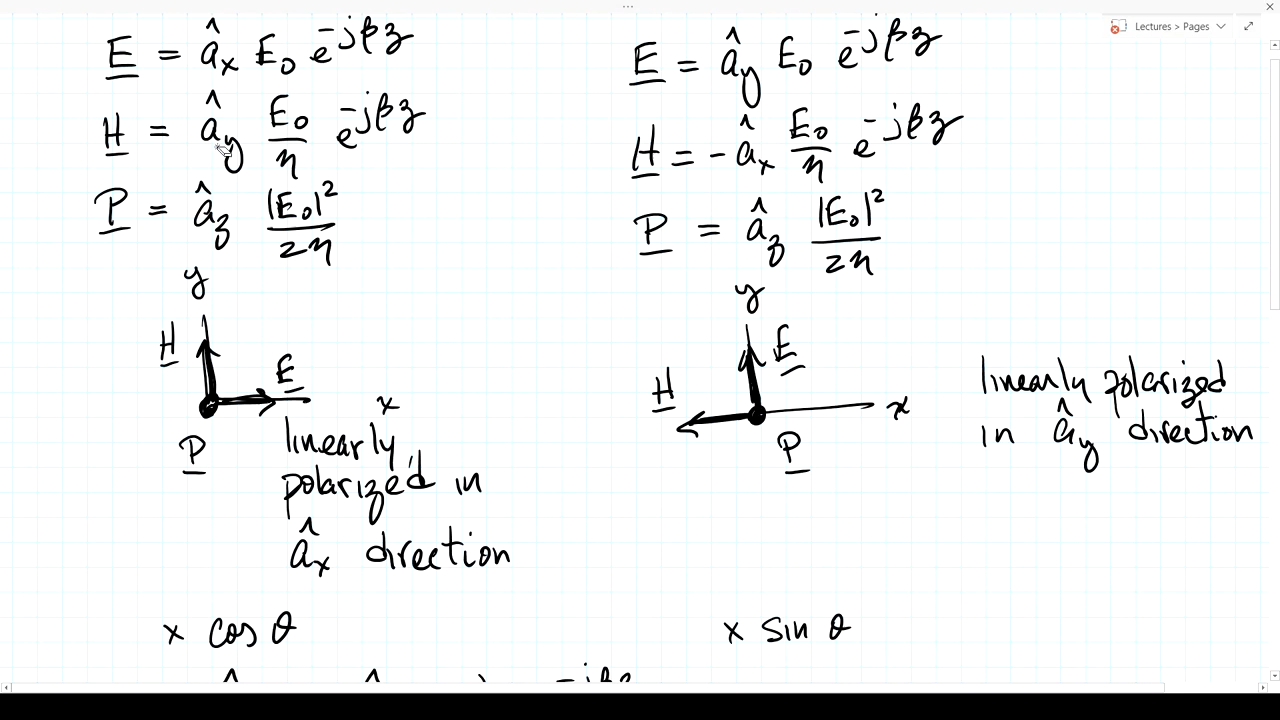 Lectures > Pages
E = âx E₀ e^-jβz
H = ây E₀/η e^-jβz
P = âz |E₀|²/2η
y
H
E
x
P
linearly
polarized in
âx direction
x cos θ
E = ây E₀ e^-jβz
H = -âx E₀/η e^-jβz
P = âz |E₀|²/2η
y
E
H
x
P
linearly polarized
in ây direction
x sin θ